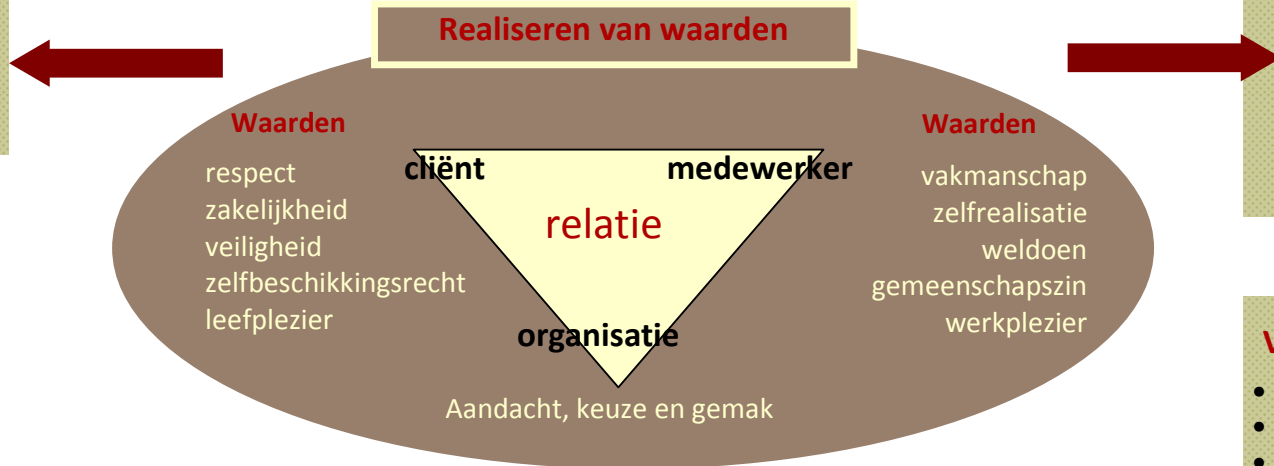 Realiseren van waarden
Waarden
respect
zakelijkheid
veiligheid
zelfbeschikkingsrecht
leefplezier
cliënt
medewerker
relatie
organisatie
Aandacht, keuze en gemak
Waarden
vakmanschap
zelfrealisatie
weldoen
gemeenschapszin
werkplezier